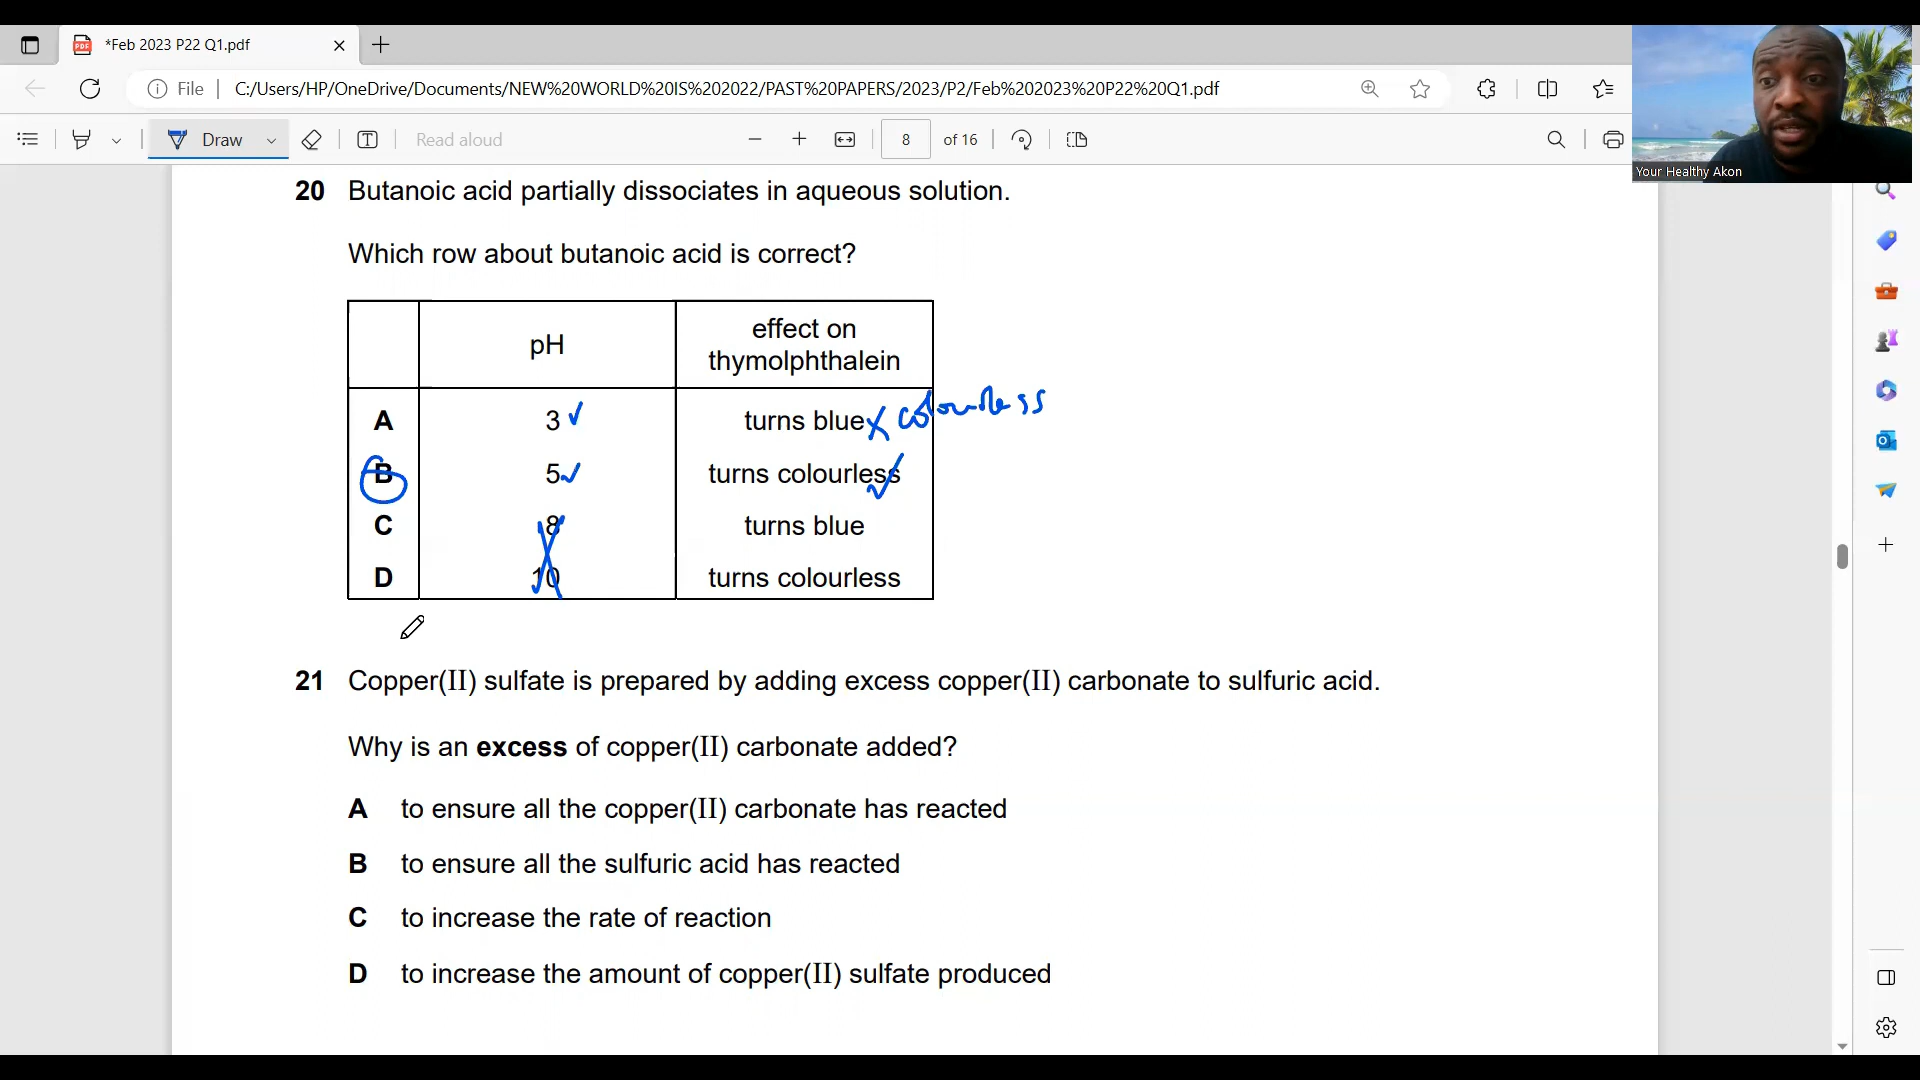 *Feb 2023 P22 Q1.pdf
File
C:/Users/HP/OneDrive/Documents/NEW%20WORLD%20IS%202022/PAST%20PAPERS/2023/P2/Feb%202023%20P22%20Q1.pdf
Draw
Read aloud
8 of 16
Your Healthy Akon
20 Butanoic acid partially dissociates in aqueous solution.
Which row about butanoic acid is correct?
pH effect on
thymolphthalein
A 3 turns blue colourless
B 5 turns colourless
C 8 turns blue
D 10 turns colourless
21 Copper(II) sulfate is prepared by adding excess copper(II) carbonate to sulfuric acid.
Why is an excess of copper(II) carbonate added?
A to ensure all the copper(II) carbonate has reacted
B to ensure all the sulfuric acid has reacted
C to increase the rate of reaction
D to increase the amount of copper(II) sulfate produced